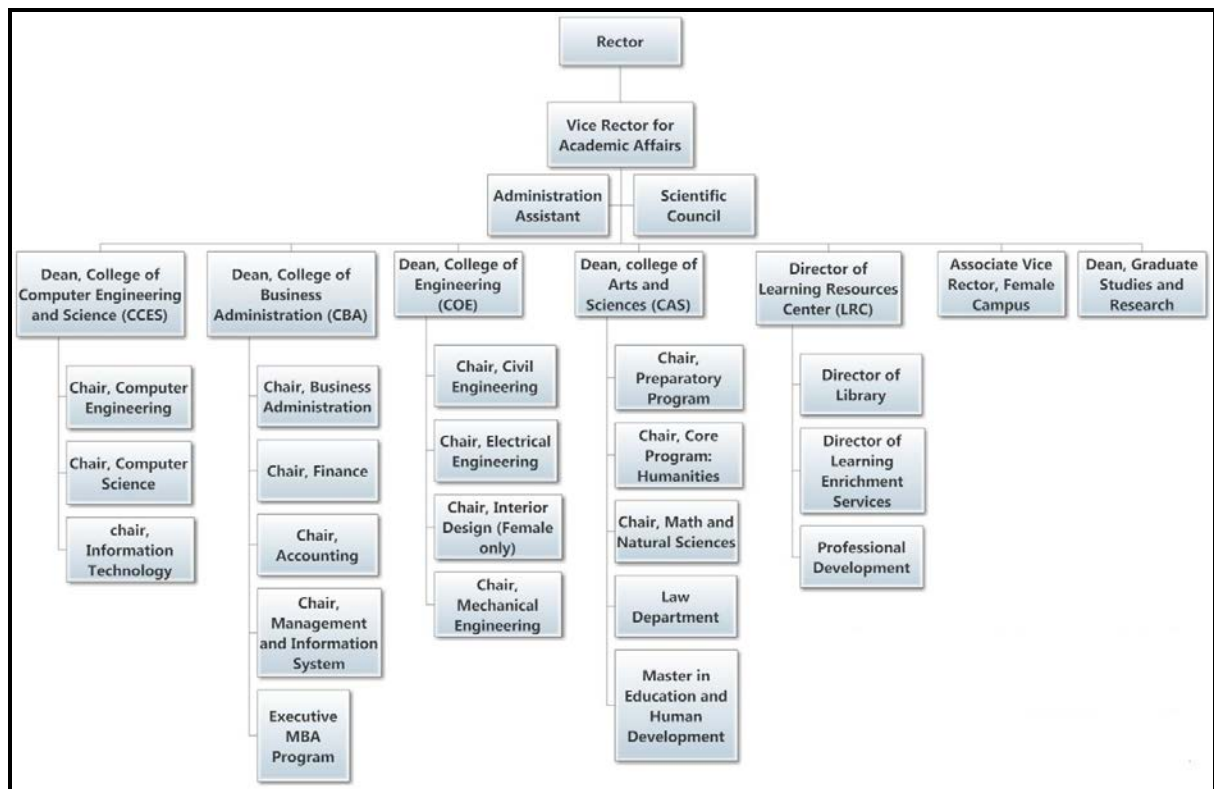 Rector
Vice Rector for
Academic Affairs
Administration
Assistant
Scientific
Council
Dean, College of
Computer Engineering
and Science (CCES)
Dean, College of
Business
Administration (CBA)
Dean, College of
Engineering
(COE)
Dean, college of
Arts and
Sciences (CAS)
Director of
Learning Resources
Center (LRC)
Associate Vice
Rector, Female
Campus
Dean, Graduate
Studies and
Research
Chair, Computer
Engineering
Chair, Computer
Science
chair,
Information
Technology
Chair, Business
Administration
Chair, Finance
Chair,
Accounting
Chair,
Management
and Information
System
Executive
MBA
Program
Chair, Civil
Engineering
Chair, Electrical
Engineering
Chair, Interior
Design (Female
only)
Chair,
Mechanical
Engineering
Chair,
Preparatory
Program
Chair, Core
Program:
Humanities
Chair, Math and
Natural Sciences
Law
Department
Master in
Education and
Human
Development
Director of
Library
Director of
Learning
Enrichment
Services
Professional
Development